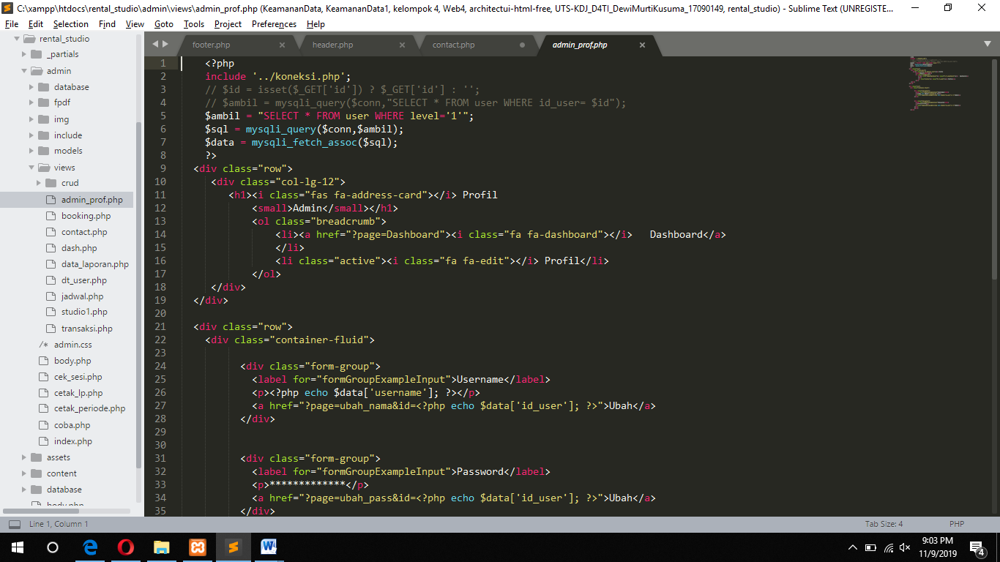 C:\xampp\htdocs\rental_studio\admin\views\admin_prof.php (KeamananData, KeamananData1, kelompok 4, Web4, architectui-html-free, UTS-KDJ_D4TI_DewiMurtiKusuma_17090149, rental_studio) - Sublime Text (UNREGISTE...
File Edit Selection Find View Goto Tools Project Preferences Help
rental_studio
_partials
admin
database
fpdf
img
include
models
views
crud
admin_prof.php
booking.php
contact.php
dash.php
data_laporan.php
dt_user.php
jadwal.php
studio1.php
transaksi.php
/* admin.css
body.php
cek_sesi.php
cetak_lp.php
cetak_periode.php
coba.php
index.php
assets
content
database
body.php
footer.php header.php contact.php admin_prof.php
1 <?php
2 include '../koneksi.php';
3 // $id = isset($_GET['id']) ? $_GET['id'] : '';
4 // $ambil = mysqli_query($conn,"SELECT * FROM user WHERE id_user= $id");
5 $ambil = "SELECT * FROM user WHERE level='1'";
6 $sql = mysqli_query($conn,$ambil);
7 $data = mysqli_fetch_assoc($sql);
8 ?>
9 <div class="row">
10 <div class="col-lg-12">
11 <h1><i class="fas fa-address-card"></i> Profil
12 <small>Admin</small></h1>
13 <ol class="breadcrumb">
14 <li><a href="?page=Dashboard"><i class="fa fa-dashboard"></i> Dashboard</a>
15 </li>
16 <li class="active"><i class="fa fa-edit"></i> Profil</li>
17 </ol>
18 </div>
19 </div>
20
21 <div class="row">
22 <div class="container-fluid">
23
24 <div class="form-group">
25 <label for="formGroupExampleInput">Username</label>
26 <p><?php echo $data['username']; ?></p>
27 <a href="?page=ubah_nama&id=<?php echo $data['id_user']; ?>">Ubah</a>
28 </div>
29
30
31 <div class="form-group">
32 <label for="formGroupExampleInput">Password</label>
33 <p>*************</p>
34 <a href="?page=ubah_pass&id=<?php echo $data['id_user']; ?>">Ubah</a>
35 </div>
Line 1, Column 1 Tab Size: 4 PHP
9:03 PM
11/9/2019
4